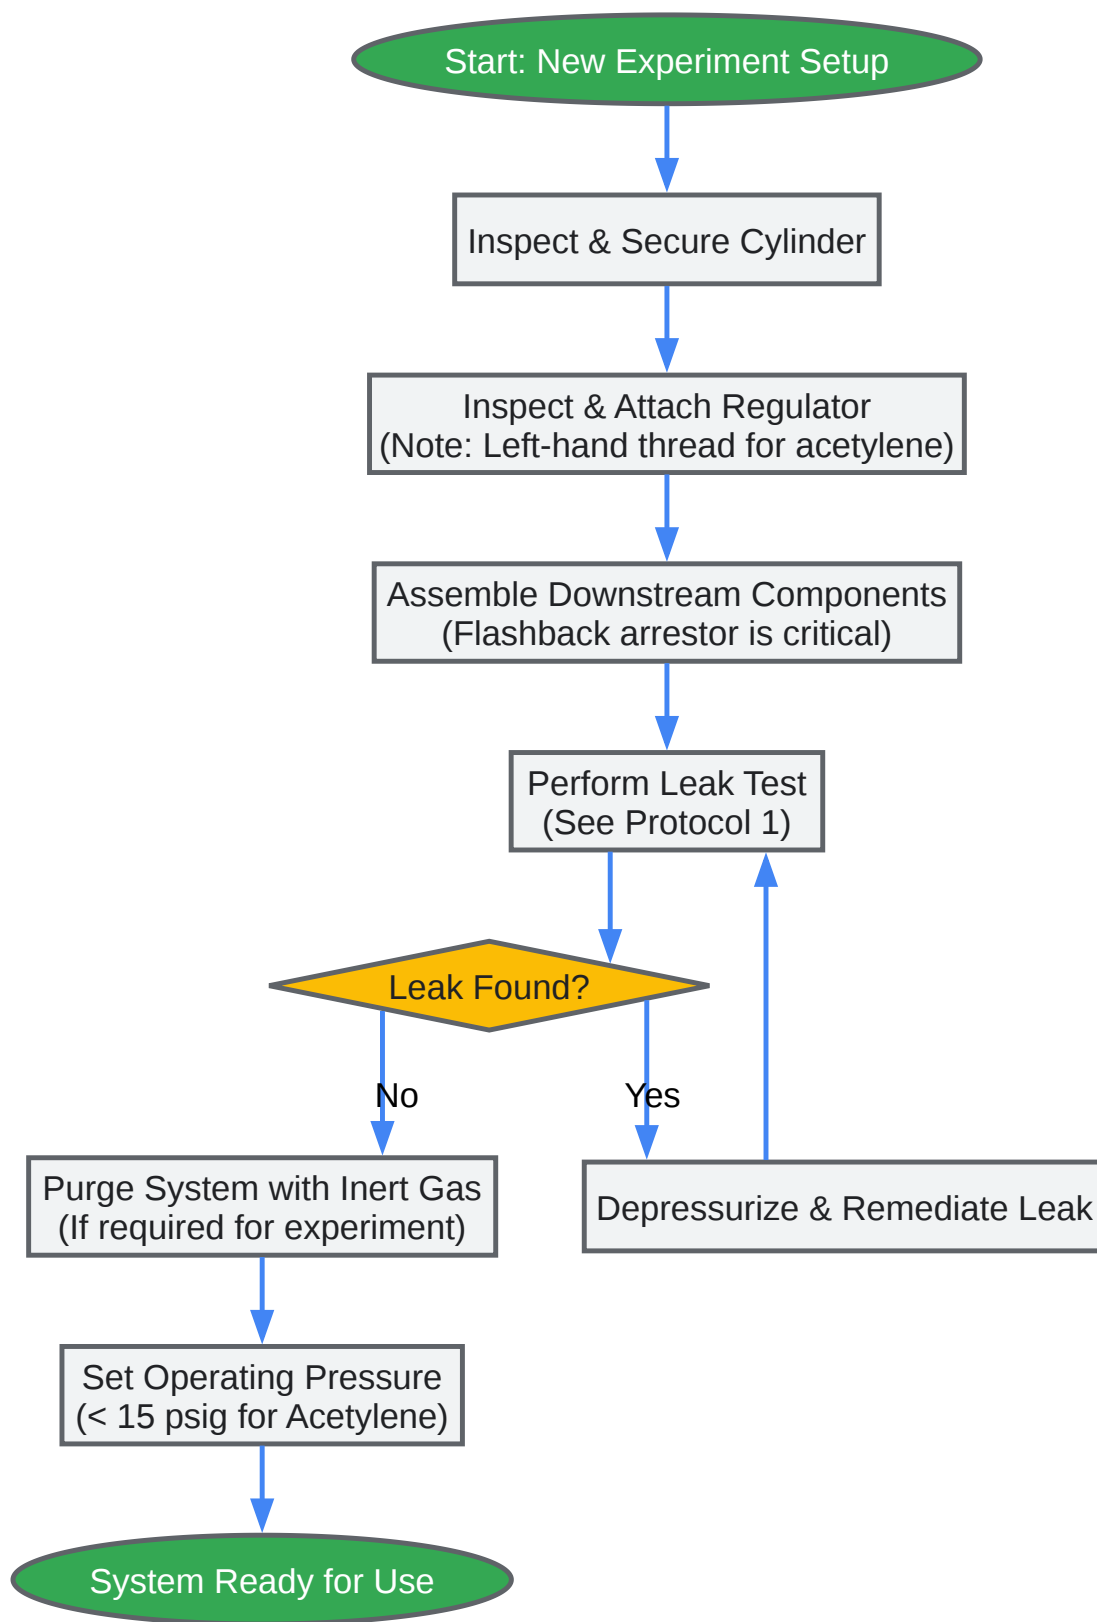 Start: New Experiment Setup
Inspect & Secure Cylinder
Inspect & Attach Regulator
(Note: Left-hand thread for acetylene)
Assemble Downstream Components
(Flashback arrestor is critical)
Perform Leak Test
(See Protocol 1)
Leak Found?
No
Yes
Purge System with Inert Gas
(If required for experiment)
Depressurize & Remediate Leak
Set Operating Pressure
(< 15 psig for Acetylene)
System Ready for Use